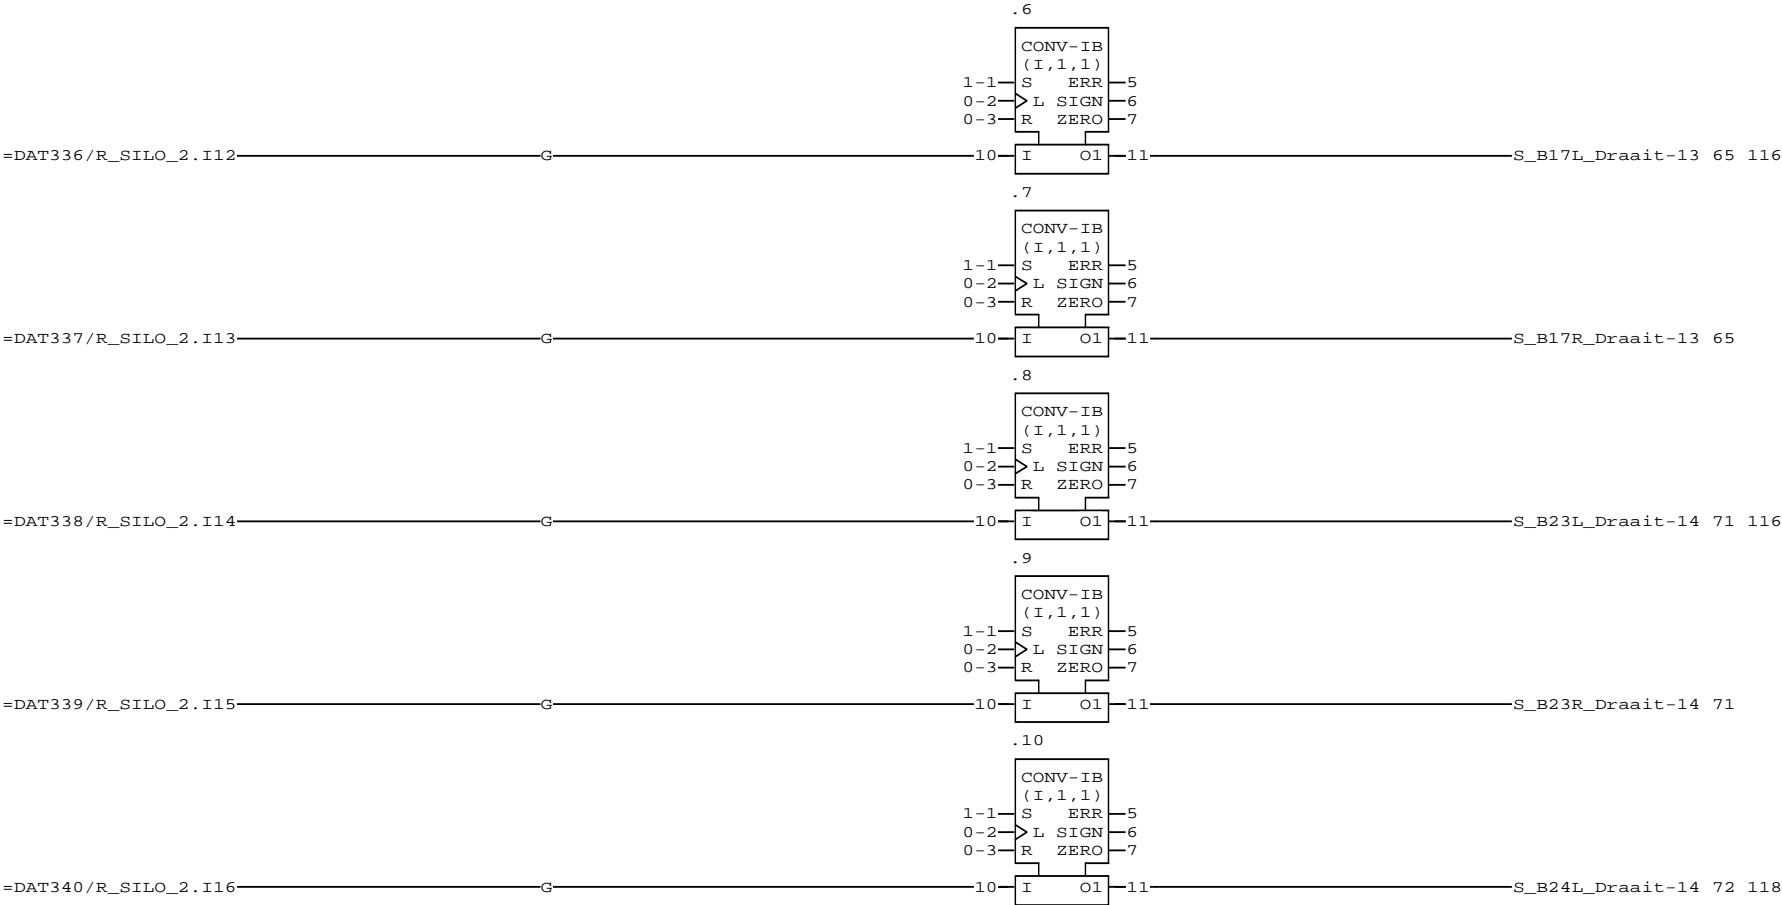 .6
CONV-IB
(I,1,1)
1-1 S ERR 5
0-2 L SIGN 6
0-3 R ZERO 7
=DAT336/R_SILO_2.I12 G 10 I O1 11 S_B17L_Draait-13 65 116
.7
CONV-IB
(I,1,1)
1-1 S ERR 5
0-2 L SIGN 6
0-3 R ZERO 7
=DAT337/R_SILO_2.I13 G 10 I O1 11 S_B17R_Draait-13 65
.8
CONV-IB
(I,1,1)
1-1 S ERR 5
0-2 L SIGN 6
0-3 R ZERO 7
=DAT338/R_SILO_2.I14 G 10 I O1 11 S_B23L_Draait-14 71 116
.9
CONV-IB
(I,1,1)
1-1 S ERR 5
0-2 L SIGN 6
0-3 R ZERO 7
=DAT339/R_SILO_2.I15 G 10 I O1 11 S_B23R_Draait-14 71
.10
CONV-IB
(I,1,1)
1-1 S ERR 5
0-2 L SIGN 6
0-3 R ZERO 7
=DAT340/R_SILO_2.I16 G 10 I O1 11 S_B24L_Draait-14 72 118